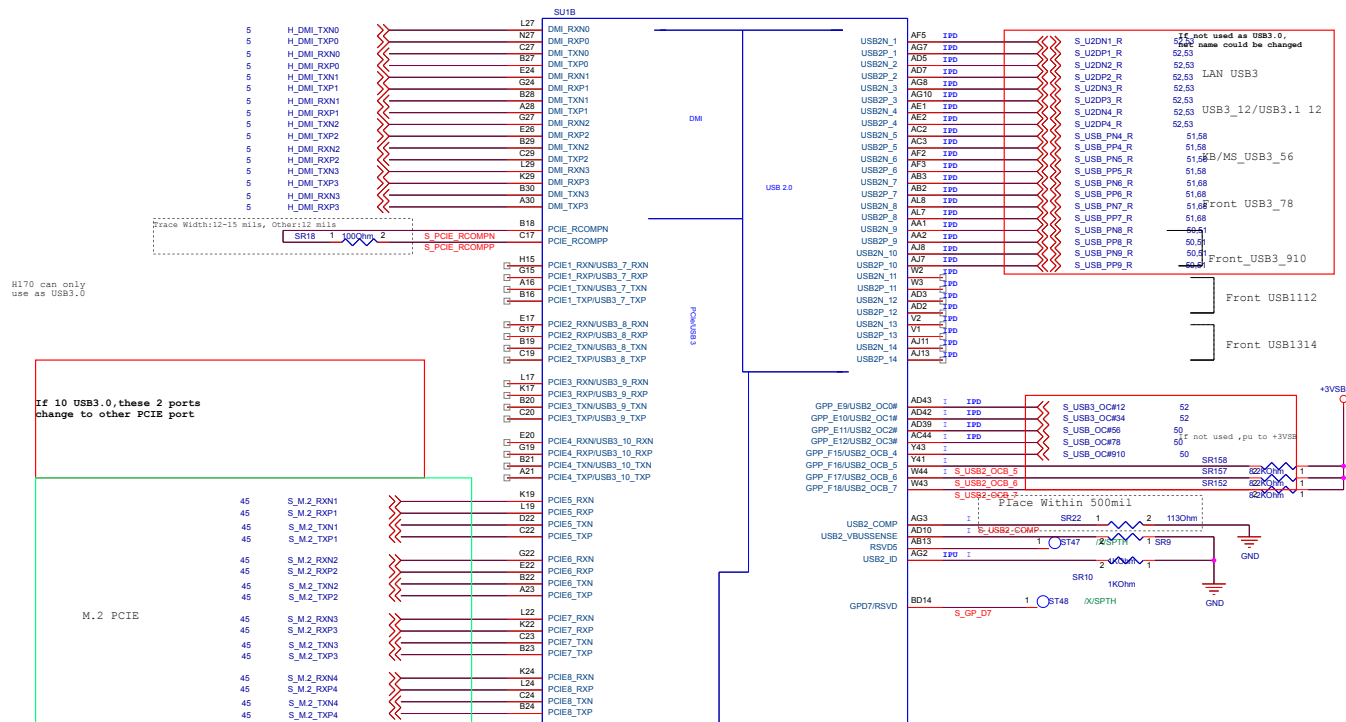 SU1B
5 H_DMI_TXN0 L27 DMI_RXN0
5 H_DMI_TXP0 N27 DMI_RXP0
5 H_DMI_RXN0 C27 DMI_TXN0
5 H_DMI_RXP0 B27 DMI_TXP0
5 H_DMI_TXN1 E24 DMI_RXN1
5 H_DMI_TXP1 G24 DMI_RXP1
5 H_DMI_RXN1 B28 DMI_TXN1
5 H_DMI_RXP1 A28 DMI_TXP1
5 H_DMI_TXN2 G27 DMI_RXN2
5 H_DMI_TXP2 E26 DMI_RXP2
5 H_DMI_RXN2 B29 DMI_TXN2
5 H_DMI_RXP2 C29 DMI_TXP2
5 H_DMI_TXN3 L29 DMI_RXN3
5 H_DMI_TXP3 K29 DMI_RXP3
5 H_DMI_RXN3 B30 DMI_TXN3
5 H_DMI_RXP3 A30 DMI_TXP3
Trace Width:12-15 mils, Other:12 mils
SR18 1 100Ohm 2 S_PCIE_RCOMPN B18 PCIE_RCOMPN
S_PCIE_RCOMPP C17 PCIE_RCOMPP
H170 can only
use as USB3.0
H15 PCIE1_RXN/USB3_7_RXN
G15 PCIE1_RXP/USB3_7_RXP
A16 PCIE1_TXN/USB3_7_TXN
B16 PCIE1_TXP/USB3_7_TXP
E17 PCIE2_RXN/USB3_8_RXN
G17 PCIE2_RXP/USB3_8_RXP
B19 PCIE2_TXN/USB3_8_TXN
C19 PCIE2_TXP/USB3_8_TXP
L17 PCIE3_RXN/USB3_9_RXN
K17 PCIE3_RXP/USB3_9_RXP
B20 PCIE3_TXN/USB3_9_TXN
C20 PCIE3_TXP/USB3_9_TXP
If 10 USB3.0,these 2 ports
change to other PCIE port
E20 PCIE4_RXN/USB3_10_RXN
G19 PCIE4_RXP/USB3_10_RXP
B21 PCIE4_TXN/USB3_10_TXN
A21 PCIE4_TXP/USB3_10_TXP
45 S_M.2_RXN1 K19 PCIE5_RXN
45 S_M.2_RXP1 L19 PCIE5_RXP
45 S_M.2_TXN1 D22 PCIE5_TXN
45 S_M.2_TXP1 C22 PCIE5_TXP
45 S_M.2_RXN2 G22 PCIE6_RXN
45 S_M.2_RXP2 E22 PCIE6_RXP
45 S_M.2_TXN2 B22 PCIE6_TXN
45 S_M.2_TXP2 A23 PCIE6_TXP
M.2 PCIE
45 S_M.2_RXN3 L22 PCIE7_RXN
45 S_M.2_RXP3 K22 PCIE7_RXP
45 S_M.2_TXN3 C23 PCIE7_TXN
45 S_M.2_TXP3 B23 PCIE7_TXP
45 S_M.2_RXN4 K24 PCIE8_RXN
45 S_M.2_RXP4 L24 PCIE8_RXP
45 S_M.2_TXN4 C24 PCIE8_TXN
45 S_M.2_TXP4 B24 PCIE8_TXP
DMI
USB 2.0
PCIe/USB3
If not used as USB3.0,
net name could be changed
USB2N_1 AF5 IPD S_U2DN1_R 52,53
USB2P_1 AG7 IPD S_U2DP1_R 52,53
USB2N_2 AD5 IPD S_U2DN2_R 52,53
USB2P_2 AD7 IPD S_U2DP2_R 52,53
USB2N_3 AG8 IPD S_U2DN3_R 52,53
USB2P_3 AG10 IPD S_U2DP3_R 52,53
USB2N_4 AE1 IPD S_U2DN4_R 52,53
USB2P_4 AE2 IPD S_U2DP4_R 52,53
USB2N_5 AC2 IPD S_USB_PN4_R 51,58
USB2P_5 AC3 IPD S_USB_PP4_R 51,58
USB2N_6 AF2 IPD S_USB_PN5_R 51,58
USB2P_6 AF3 IPD S_USB_PP5_R 51,58
USB2N_7 AB3 IPD S_USB_PN6_R 51,68
USB2P_7 AB2 IPD S_USB_PP6_R 51,68
USB2N_8 AL8 IPD S_USB_PN7_R 51,68
USB2P_8 AL7 IPD S_USB_PP7_R 51,68
USB2N_9 AA1 IPD S_USB_PN8_R 50,51
USB2P_9 AA2 IPD S_USB_PP8_R 50,51
USB2N_10 AJ8 IPD S_USB_PN9_R 50,51
USB2P_10 AJ7 IPD S_USB_PP9_R 50,51
USB2N_11 W2 IPD
USB2P_11 W3 IPD
USB2N_12 AD3 IPD
USB2P_12 AD2 IPD
USB2N_13 V2 IPD
USB2P_13 V1 IPD
USB2N_14 AJ11 IPD
USB2P_14 AJ13 IPD
LAN USB3
USB3_12/USB3.1 12
KB/MS_USB3_56
Front USB3_78
Front_USB3_910
Front USB1112
Front USB1314
+3VSB
GPP_E9/USB2_OC0# AD43 I IPD S_USB3_OC#12 52
GPP_E10/USB2_OC1# AD42 I IPD S_USB3_OC#34 52
GPP_E11/USB2_OC2# AD39 I IPD S_USB_OC#56 50
GPP_E12/USB2_OC3# AC44 I IPD S_USB_OC#78 50
GPP_F15/USB2_OCB_4 Y43 I S_USB_OC#910 50
If not used ,pu to +3VSB
GPP_F16/USB2_OCB_5 Y41 I S_USB2_OCB_5 SR158 2 1 8.2KOhm
GPP_F17/USB2_OCB_6 W44 S_USB2_OCB_6 SR157 2 1 8.2KOhm
GPP_F18/USB2_OCB_7 W43 S_USB2_OCB_7 SR152 2 1 8.2KOhm
Place Within 500mil
USB2_COMP AG3 I S_USB2_COMP SR22 1 2 113Ohm
USB2_VBUSSENSE AD10 I 2 1 SR9 1KOhm
RSVD5 AB13 1 ST47 /X/SPTH
USB2_ID AG2 IPU I 2 1 SR10 1KOhm
GND
GND
GPD7/RSVD BD14 S_GP_D7 1 ST48 /X/SPTH